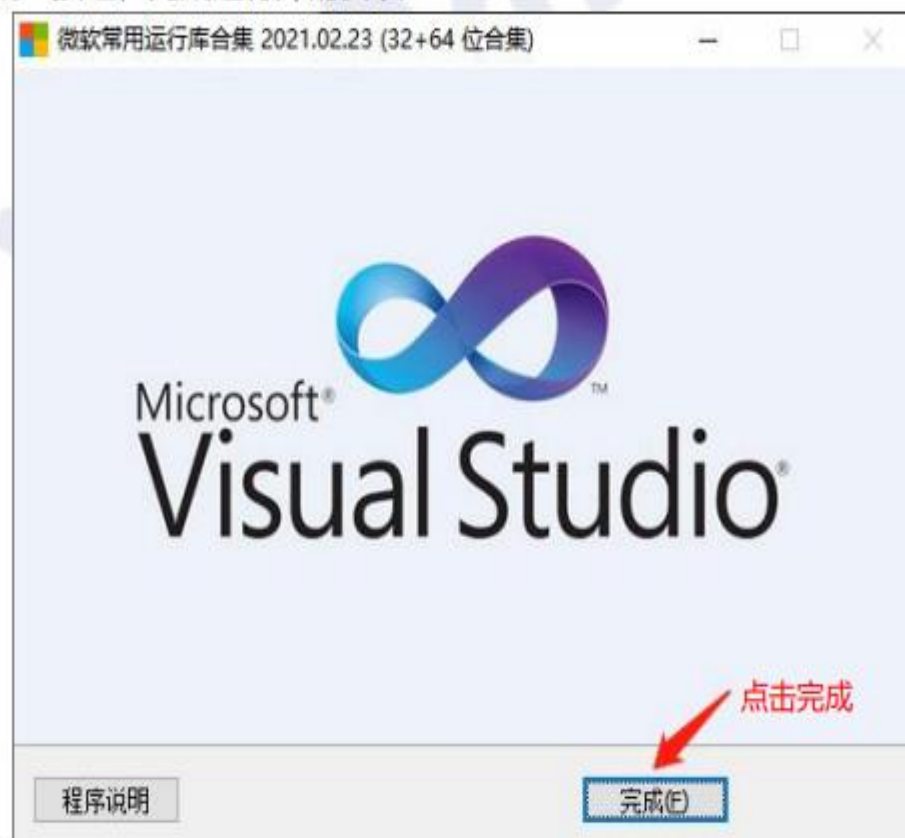 微软常用运行库合集 2021.02.23 (32+64 位合集)
Microsoft®
TM
Visual Studio®
点击完成
程序说明
完成(F)